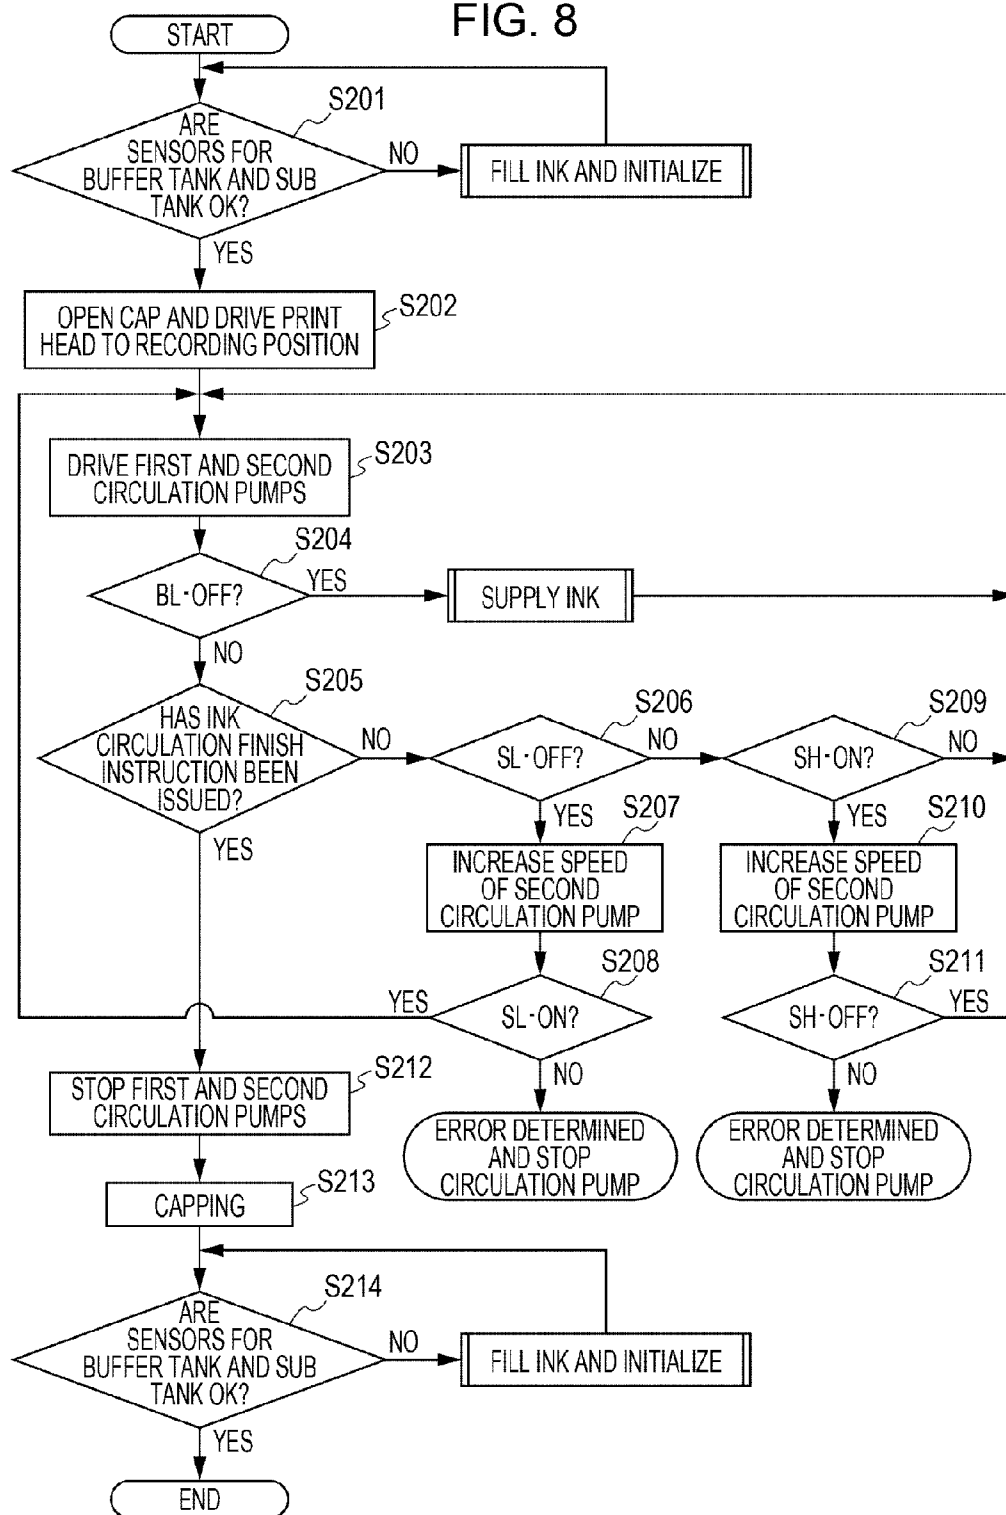 FIG. 8
START
S201
ARE
SENSORS FOR
BUFFER TANK AND SUB
TANK OK?
NO
FILL INK AND INITIALIZE
YES
S202
OPEN CAP AND DRIVE PRINT
HEAD TO RECORDING POSITION
S203
DRIVE FIRST AND SECOND
CIRCULATION PUMPS
S204
BL-OFF?
YES
SUPPLY INK
NO
S205
HAS INK
CIRCULATION FINISH
INSTRUCTION BEEN
ISSUED?
NO
S206
SL-OFF?
NO
S209
SH-ON?
NO
YES
YES
S207
INCREASE SPEED
OF SECOND
CIRCULATION PUMP
YES
S210
INCREASE SPEED
OF SECOND
CIRCULATION PUMP
S208
YES
SL-ON?
NO
S211
SH-OFF?
YES
NO
S212
STOP FIRST AND SECOND
CIRCULATION PUMPS
ERROR DETERMINED
AND STOP
CIRCULATION PUMP
ERROR DETERMINED
AND STOP
CIRCULATION PUMP
S213
CAPPING
S214
ARE
SENSORS FOR
BUFFER TANK AND SUB
TANK OK?
NO
FILL INK AND INITIALIZE
YES
END